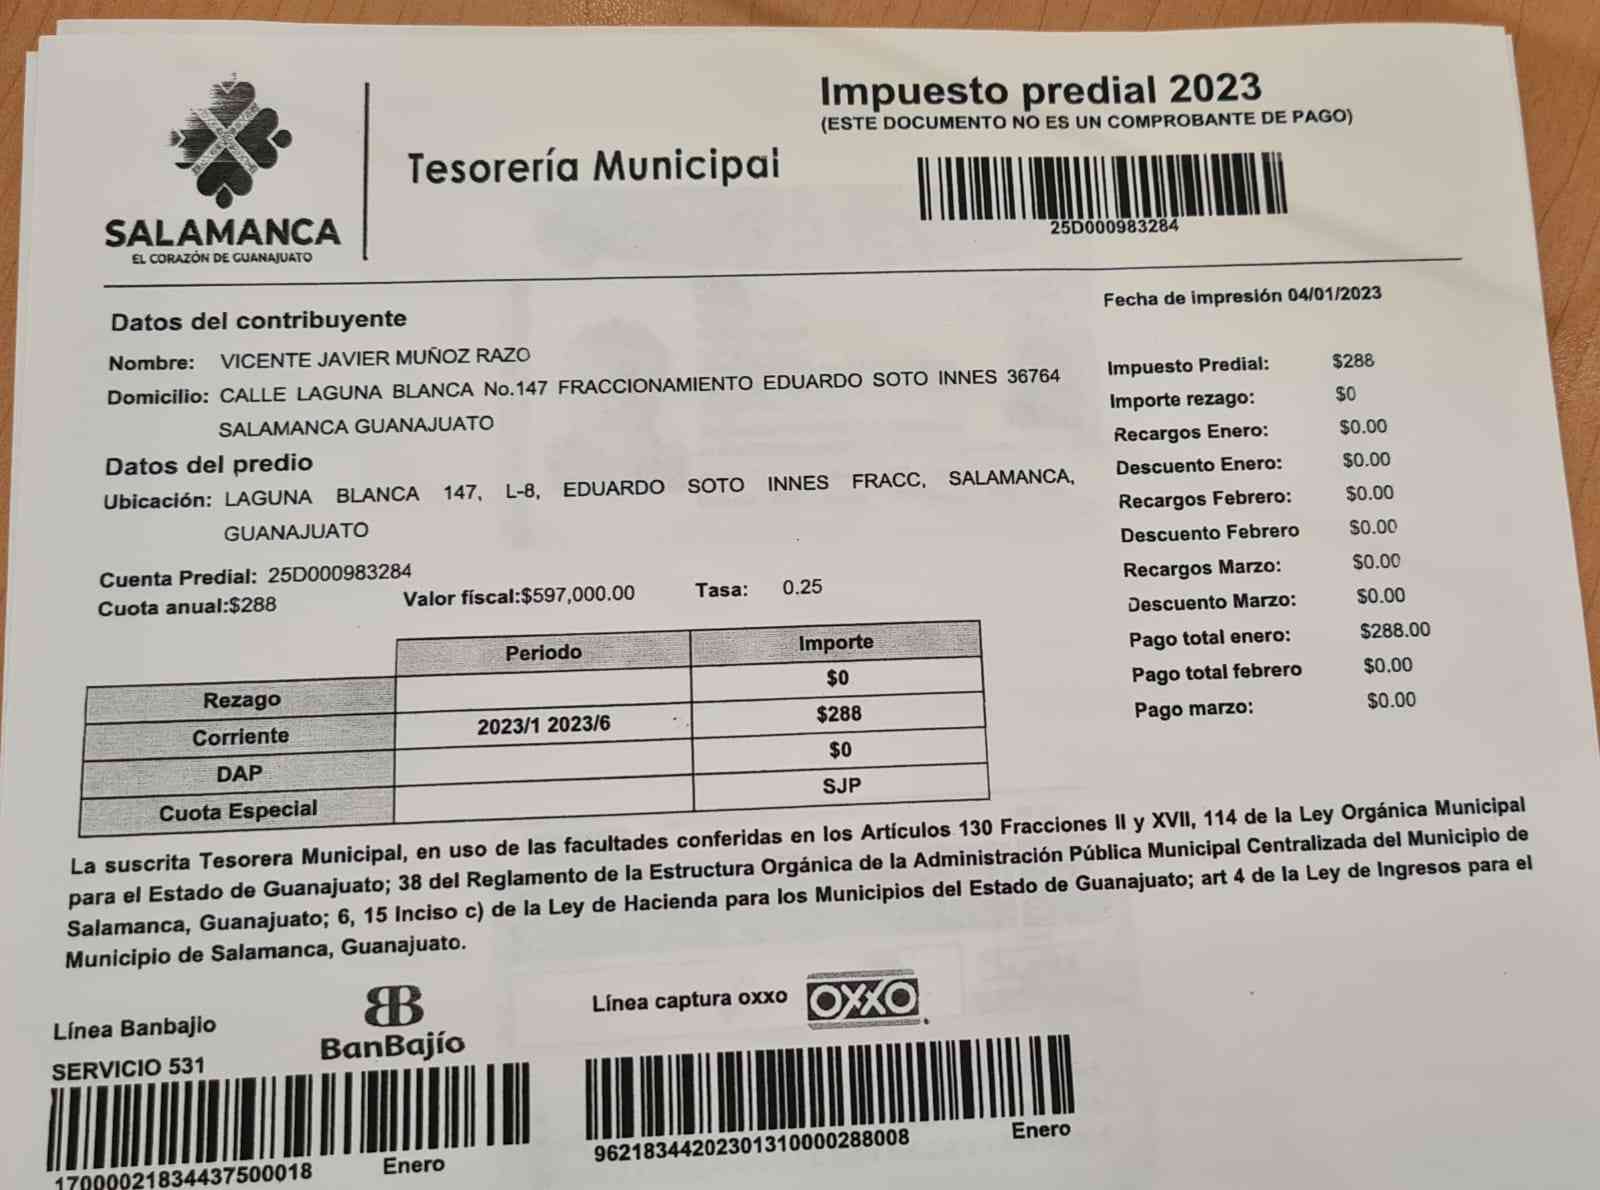 Impuesto predial 2023
(ESTE DOCUMENTO NO ES UN COMPROBANTE DE PAGO)
Tesorería Municipal
25D000983284
SALAMANCA
EL CORAZÓN DE GUANAJUATO
Fecha de impresión 04/01/2023
Datos del contribuyente
Nombre: VICENTE JAVIER MUÑOZ RAZO
Domicilio: CALLE LAGUNA BLANCA No.147 FRACCIONAMIENTO EDUARDO SOTO INNES 36764
SALAMANCA GUANAJUATO
Datos del predio
Ubicación: LAGUNA BLANCA 147, L-8, EDUARDO SOTO INNES FRACC, SALAMANCA,
GUANAJUATO
Cuenta Predial: 25D000983284
Cuota anual:$288 Valor físcal:$597,000.00 Tasa: 0.25
Impuesto Predial: $288
Importe rezago: $0
Recargos Enero: $0.00
Descuento Enero: $0.00
Recargos Febrero: $0.00
Descuento Febrero $0.00
Recargos Marzo: $0.00
Descuento Marzo: $0.00
Pago total enero: $288.00
Pago total febrero $0.00
Pago marzo: $0.00
Periodo Importe
Rezago $0
Corriente 2023/1 2023/6 $288
DAP $0
Cuota Especial SJP
La suscrita Tesorera Municipal, en uso de las facultades conferidas en los Artículos 130 Fracciones II y XVII, 114 de la Ley Orgánica Municipal
para el Estado de Guanajuato; 38 del Reglamento de la Estructura Orgánica de la Administración Pública Municipal Centralizada del Municipio de
Salamanca, Guanajuato; 6, 15 Inciso c) de la Ley de Hacienda para los Municipios del Estado de Guanajuato; art 4 de la Ley de Ingresos para el
Municipio de Salamanca, Guanajuato.
Línea Banbajio
BanBajío
SERVICIO 531
17000021834437500018 Enero
Línea captura oxxo OXXO
96218344202301310000288008 Enero